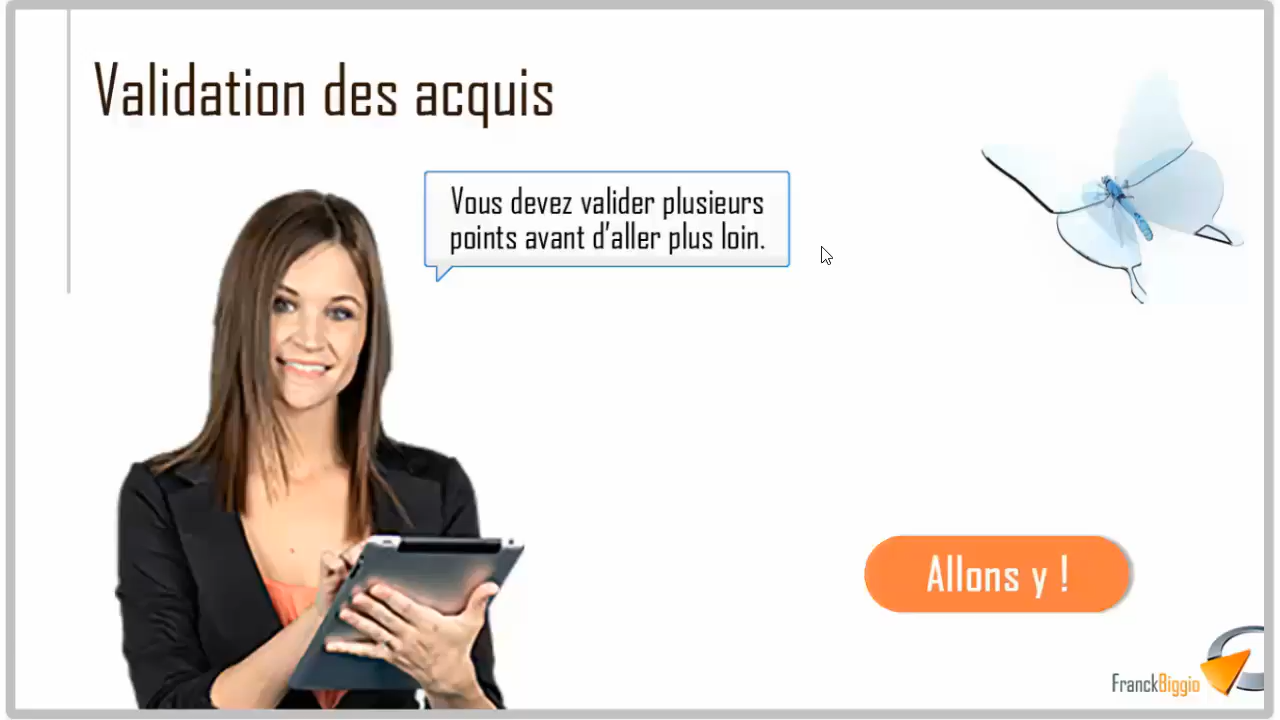 Validation des acquis
Vous devez valider plusieurs
points avant d’aller plus loin.
Allons y !
FranckBiggio